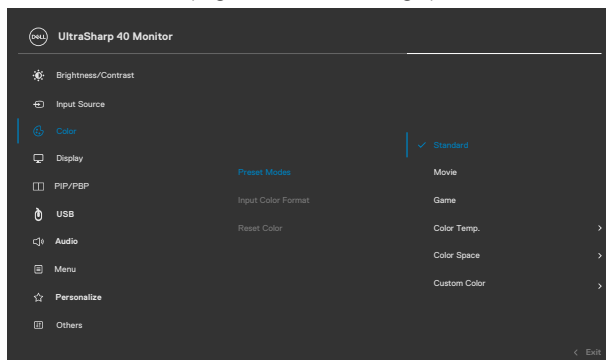 DELL
UltraSharp 40 Monitor
Brightness/Contrast
Input Source
Color
Display
PIP/PBP
USB
Audio
Menu
Personalize
Others
Preset Modes
Input Color Format
Reset Color
Standard
Movie
Game
Color Temp.
Color Space
Custom Color
Exit